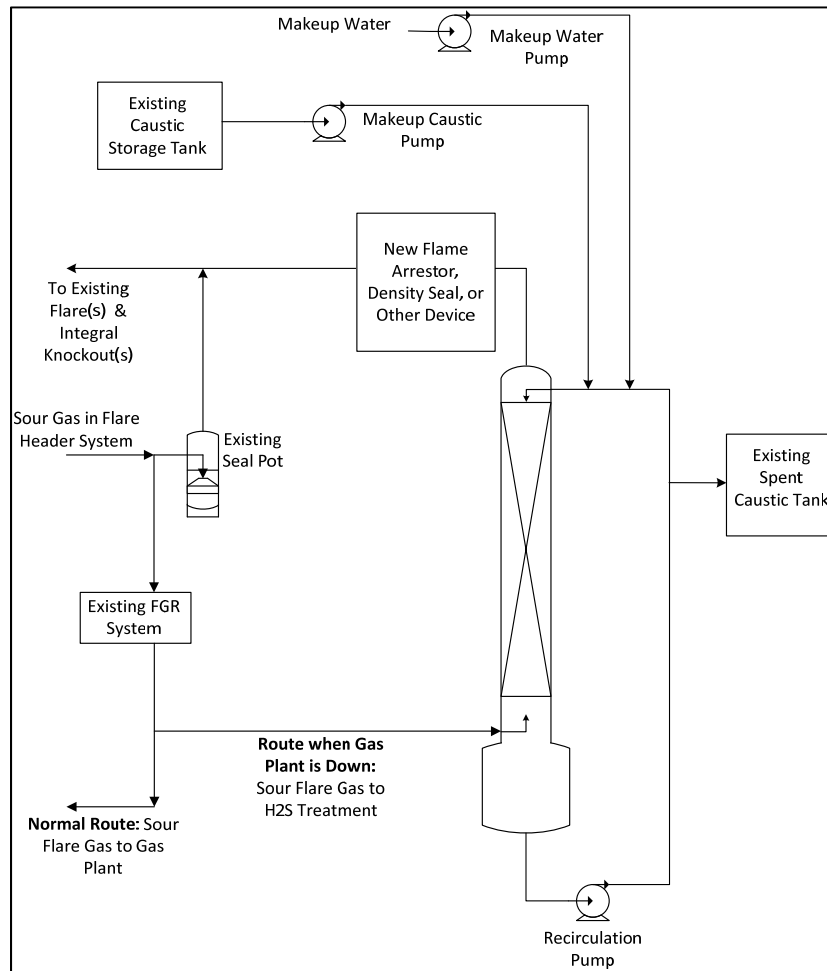 Makeup Water
Makeup Water
Pump
Existing
Caustic
Storage Tank
Makeup Caustic
Pump
New Flame
Arrestor,
Density Seal, or
Other Device
To Existing
Flare(s) &
Integral
Knockout(s)
Sour Gas in Flare
Header System
Existing
Seal Pot
Existing
Spent
Caustic Tank
Existing FGR
System
Route when Gas
Plant is Down:
Sour Flare Gas to
H2S Treatment
Normal Route: Sour
Flare Gas to Gas
Plant
Recirculation
Pump